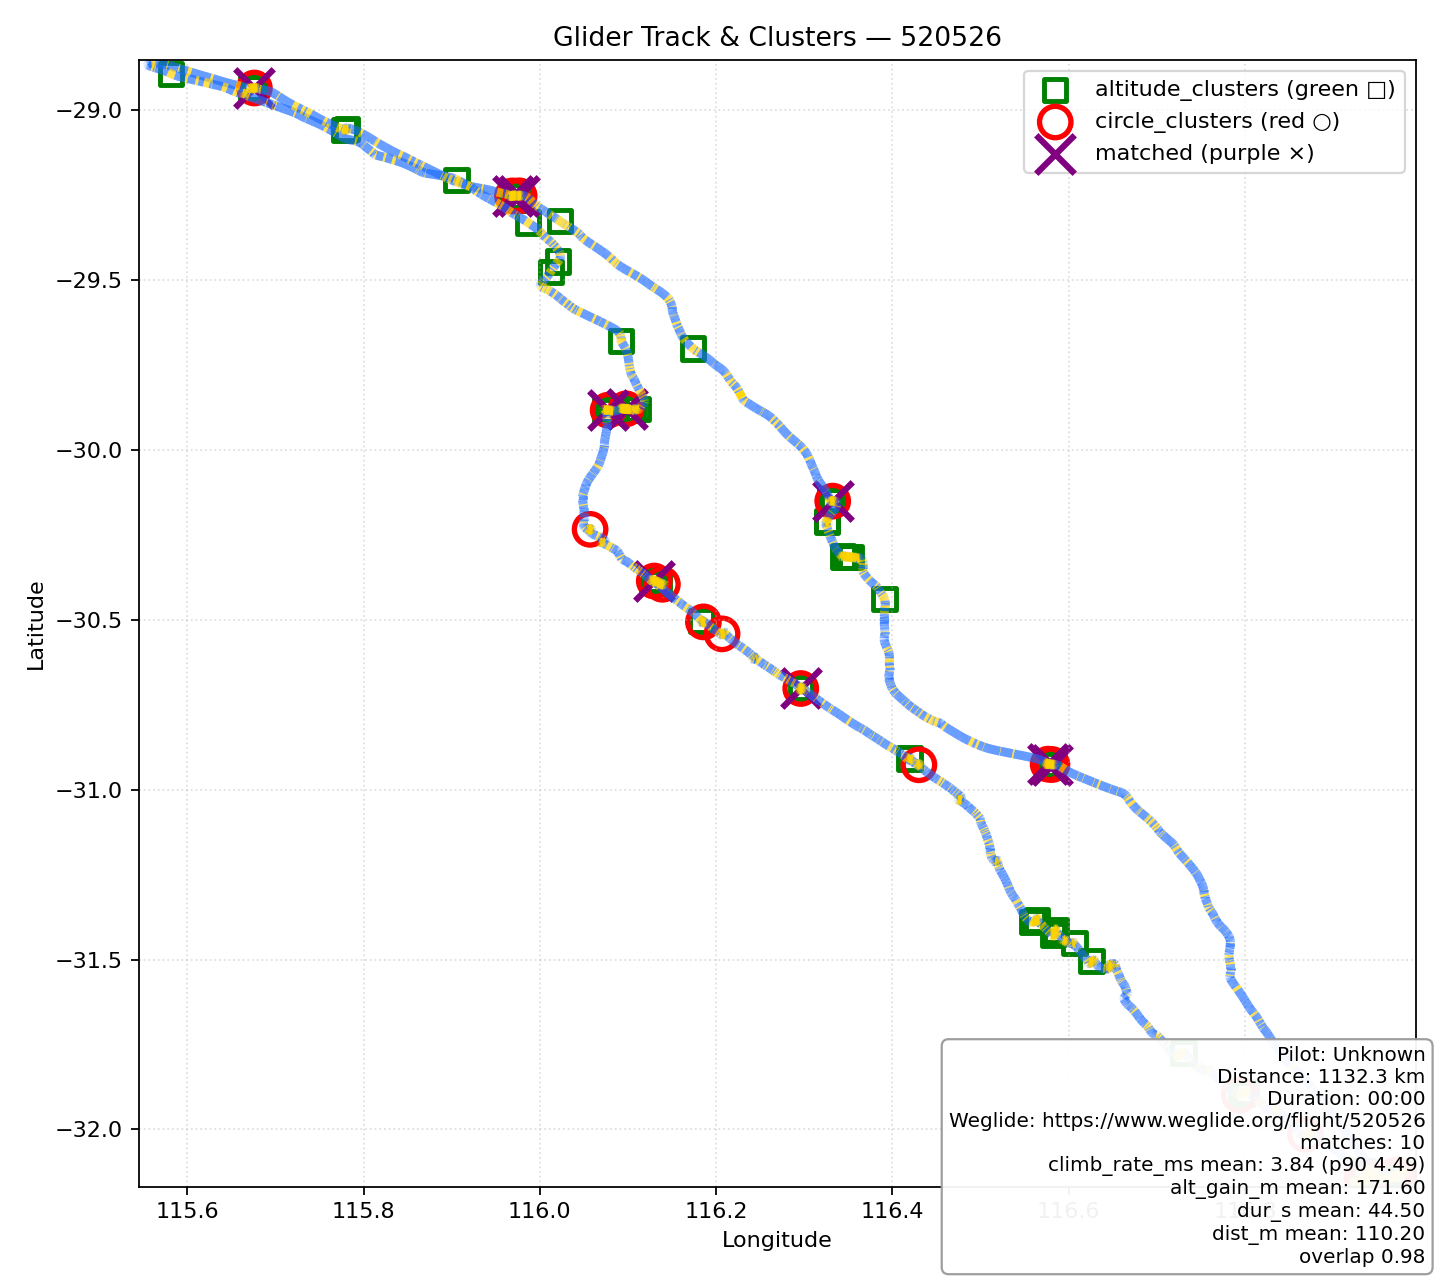 Glider Track & Clusters — 520526
altitude_clusters (green □)
circle_clusters (red ○)
matched (purple ×)
Latitude
−29.0
−29.5
−30.0
−30.5
−31.0
−31.5
−32.0
115.6
115.8
116.0
116.2
116.4
116.6
Longitude
Pilot: Unknown
Distance: 1132.3 km
Duration: 00:00
Weglide: https://www.weglide.org/flight/520526
matches: 10
climb_rate_ms mean: 3.84 (p90 4.49)
alt_gain_m mean: 171.60
dur_s mean: 44.50
dist_m mean: 110.20
overlap 0.98